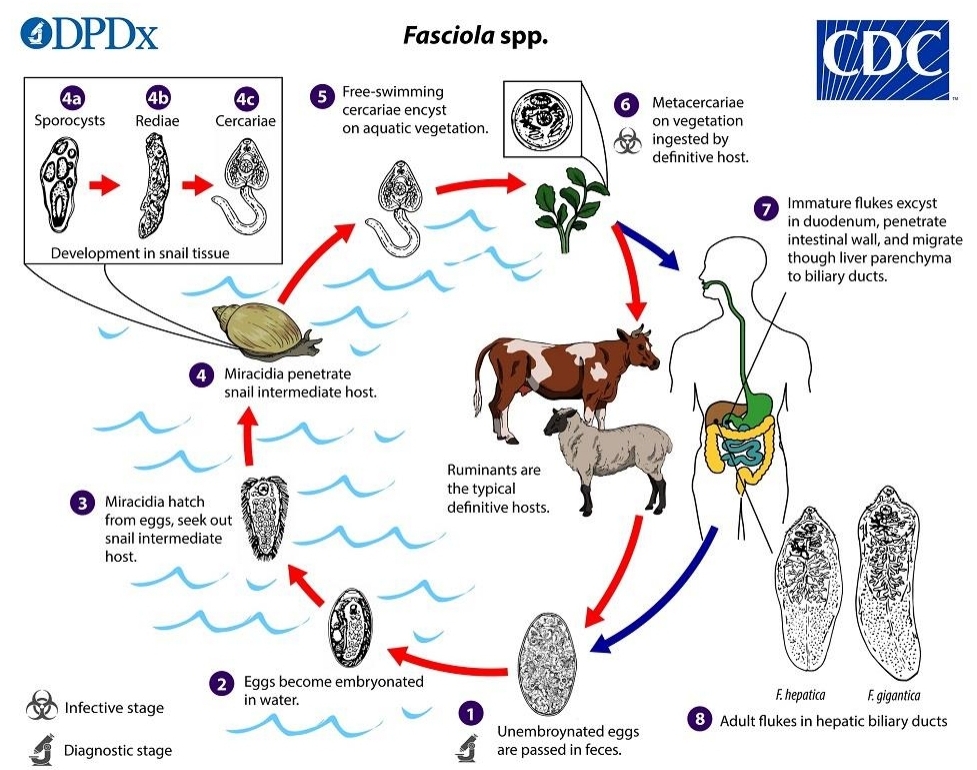 DPDx
Fasciola spp.
CDC
TM
4a
Sporocysts
4b
Rediae
4c
Cercariae
Development in snail tissue
5
Free-swimming
cercariae encyst
on aquatic vegetation.
6
Metacercariae
on vegetation
ingested by
definitive host.
7
Immature flukes excyst
in duodenum, penetrate
intestinal wall, and migrate
though liver parenchyma
to biliary ducts.
4
Miracidia penetrate
snail intermediate host.
Ruminants are
the typical
definitive hosts.
3
Miracidia hatch
from eggs, seek out
snail intermediate
host.
2
Eggs become embryonated
in water.
1
Unembroynated eggs
are passed in feces.
F. hepatica
F. gigantica
8
Adult flukes in hepatic biliary ducts
Infective stage
Diagnostic stage